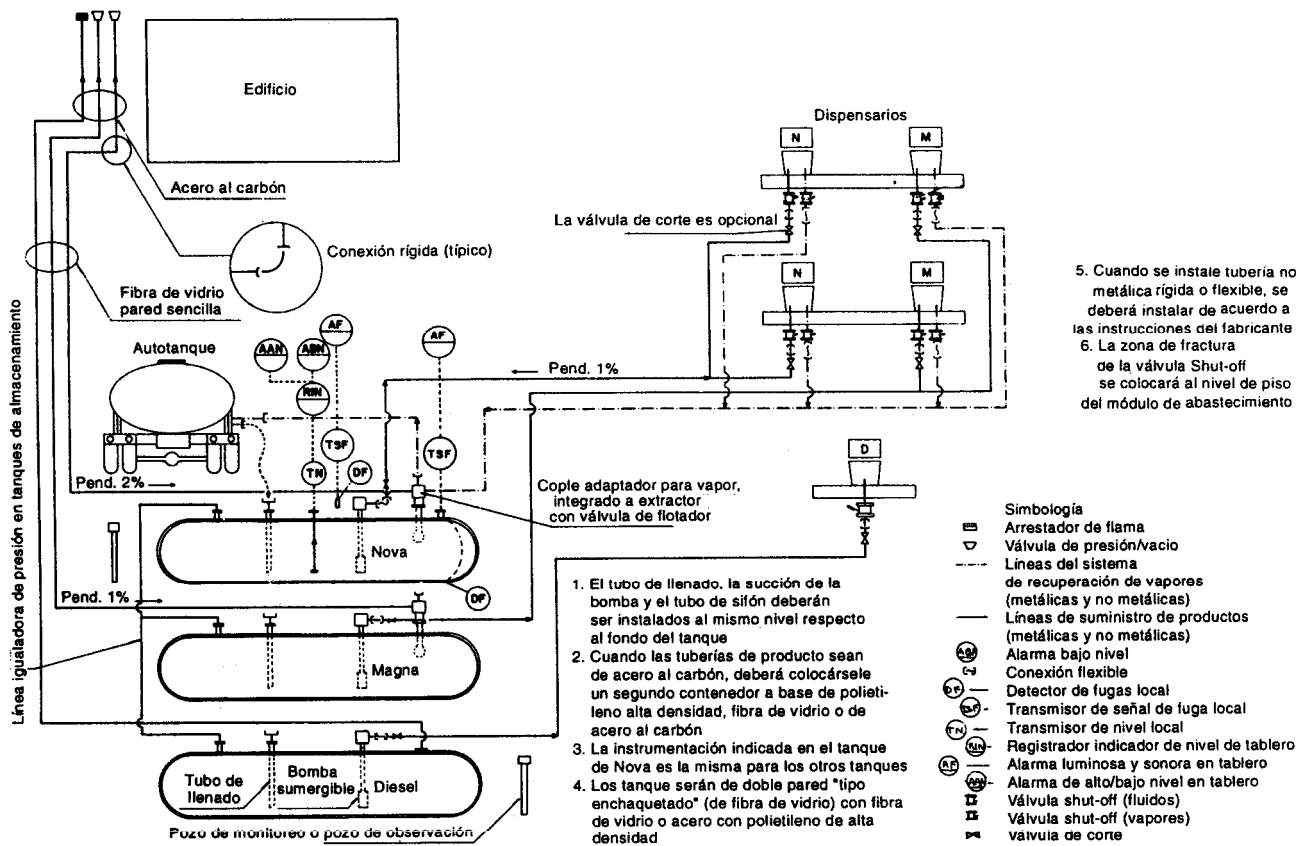 Edificio
Acero al carbón
Conexión rígida (típico)
Fibra de vidrio
pared sencilla
Línea igualadora de presión en tanques de almacenamiento
Autotanque
Pend. 2%
Pend. 1%
AAN
ABN
AF
AF
RIN
TSF
TSF
TN
DF
DF
Dispensarios
N
M
La válvula de corte es opcional
N
M
Pend. 1%
D
Cople adaptador para vapor,
integrado a extractor
con válvula de flotador
Nova
Magna
Tubo de
llenado
Bomba
sumergible
Diesel
Pozo de monitoreo o pozo de observación
1. El tubo de llenado, la succión de la
bomba y el tubo de sifón deberán
ser instalados al mismo nivel respecto
al fondo del tanque
2. Cuando las tuberías de producto sean
de acero al carbón, deberá colocársele
un segundo contenedor a base de polieti-
leno alta densidad, fibra de vidrio o de
acero al carbón
3. La instrumentación indicada en el tanque
de Nova es la misma para los otros tanques
4. Los tanque serán de doble pared "tipo
enchaquetado" (de fibra de vidrio) con fibra
de vidrio o acero con polietileno de alta
densidad
5. Cuando se instale tubería no
metálica rígida o flexible, se
deberá instalar de acuerdo a
las instrucciones del fabricante
6. La zona de fractura
de la válvula Shut-off
se colocará al nivel de piso
del módulo de abastecimiento
Simbología
Arrestador de flama
Válvula de presión/vacio
Líneas del sistema
de recuperación de vapores
(metálicas y no metálicas)
Líneas de suministro de productos
(metálicas y no metálicas)
Alarma bajo nivel
Conexión flexible
DF Detector de fugas local
Transmisor de señal de fuga local
TN Transmisor de nivel local
Registrador indicador de nivel de tablero
AF Alarma luminosa y sonora en tablero
Alarma de alto/bajo nivel en tablero
Válvula shut-off (fluidos)
Válvula shut-off (vapores)
Válvula de corte